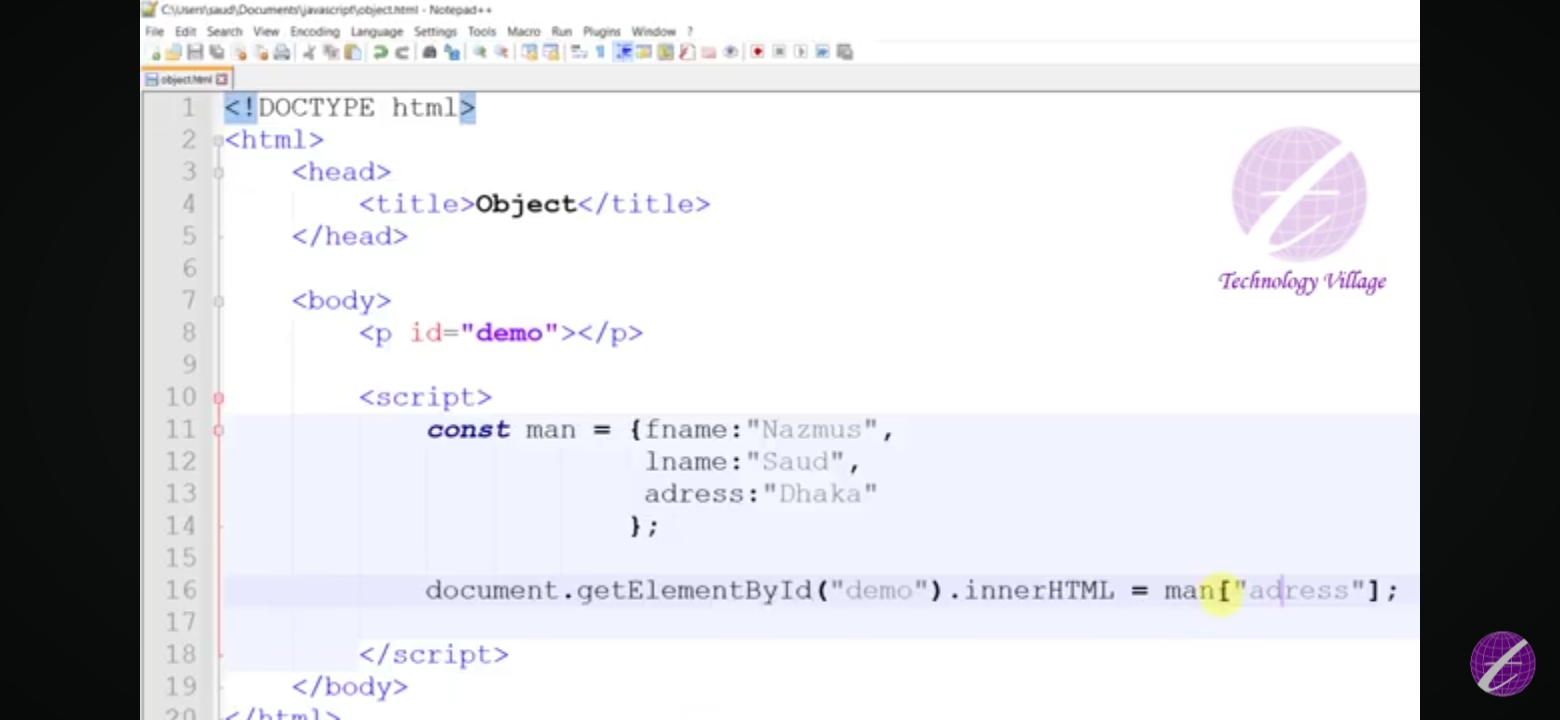 C:\Users\saud\Documents\javascript\object.html - Notepad++
File Edit Search View Encoding Language Settings Tools Macro Run Plugins Window ?
object.html
1 <!DOCTYPE html>
2 <html>
3 <head>
4 <title>Object</title>
5 </head>
6
7 <body>
8 <p id="demo"></p>
9
10 <script>
11 const man = {fname:"Nazmus",
12 lname:"Saud",
13 adress:"Dhaka"
14 };
15
16 document.getElementById("demo").innerHTML = man["adress"];
17
18 </script>
19 </body>
20 </html>
Technology Village